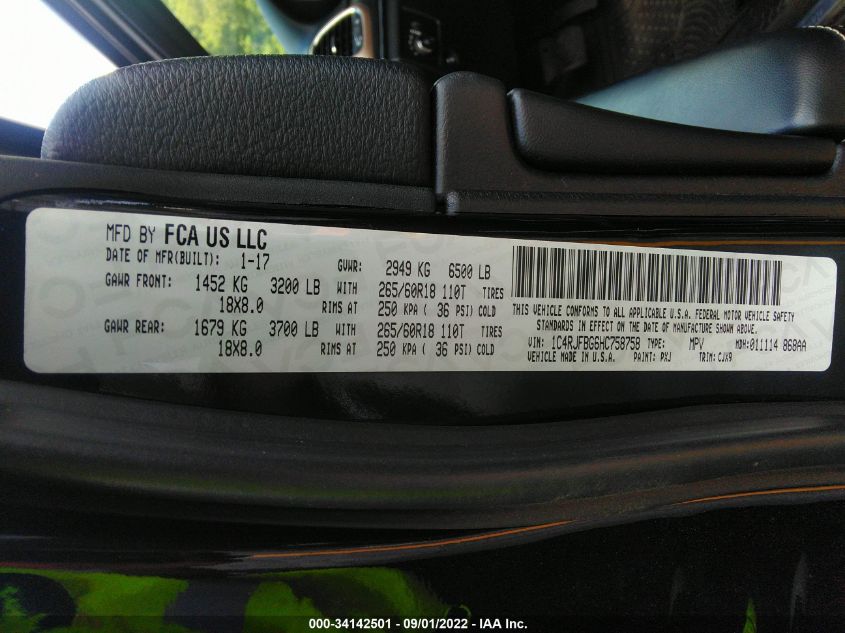 MFD BY FCA US LLC
DATE OF MFR(BUILT): 1-17 GVWR: 2949 KG 6500 LB
GAWR FRONT: 1452 KG 3200 LB WITH 265/60R18 110T TIRES
18X8.0 RIMS AT 250 KPA ( 36 PSI) COLD
GAWR REAR: 1679 KG 3700 LB WITH 265/60R18 110T TIRES
18X8.0 RIMS AT 250 KPA ( 36 PSI) COLD
THIS VEHICLE CONFORMS TO ALL APPLICABLE U.S.A. FEDERAL MOTOR VEHICLE SAFETY
STANDARDS IN EFFECT ON THE DATE OF MANUFACTURE SHOWN ABOVE.
VIN: 1C4RJFBG6HC758758 TYPE: MPV MDH: 011114 868AA
VEHICLE MADE IN U.S.A. PAINT: PXJ TRIM: CJX9
000-34142501 - 09/01/2022 - IAA Inc.